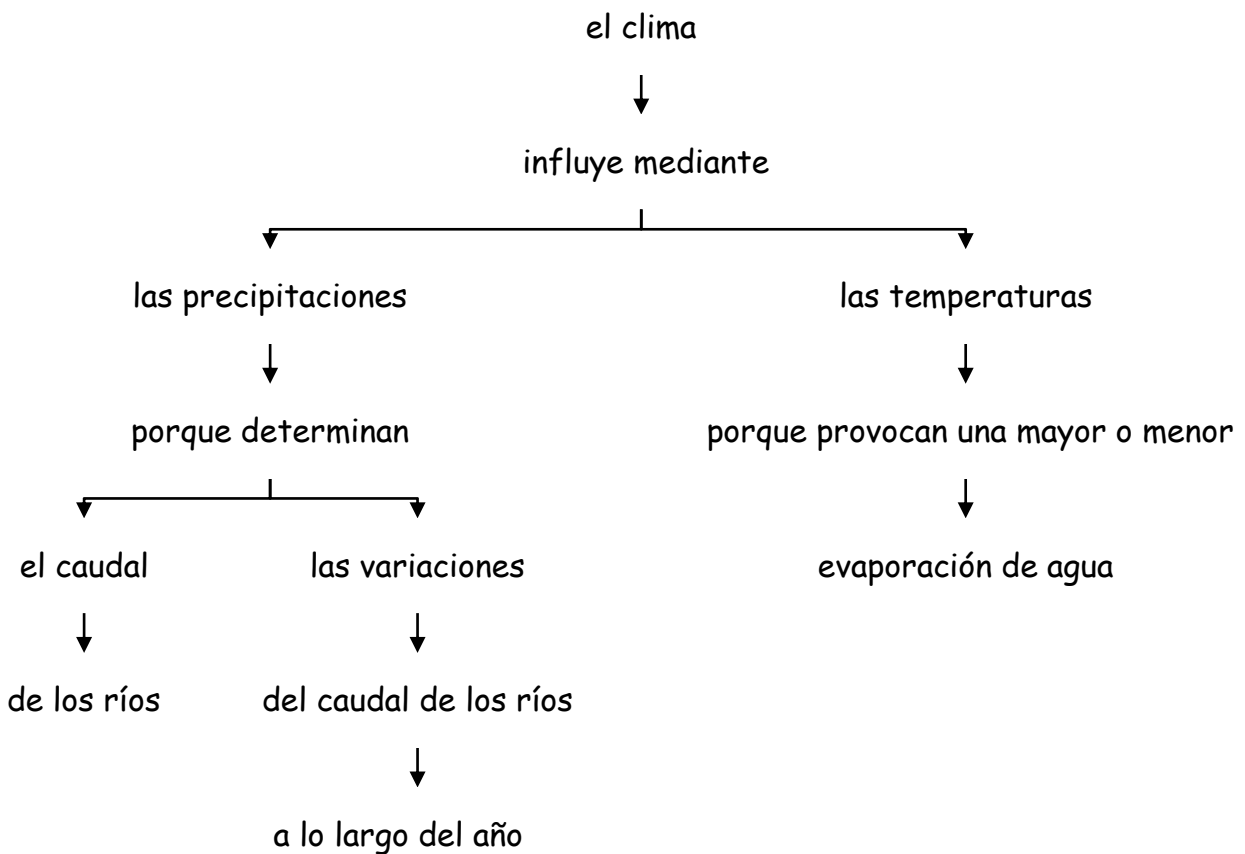 el clima
influye mediante
las precipitaciones
las temperaturas
porque determinan
porque provocan una mayor o menor
el caudal
las variaciones
evaporación de agua
de los ríos
del caudal de los ríos
a lo largo del año